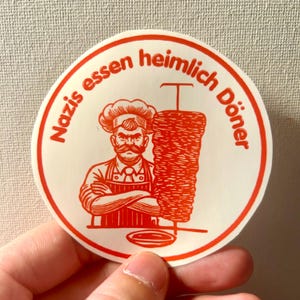 Nazis essen heimlich Döner